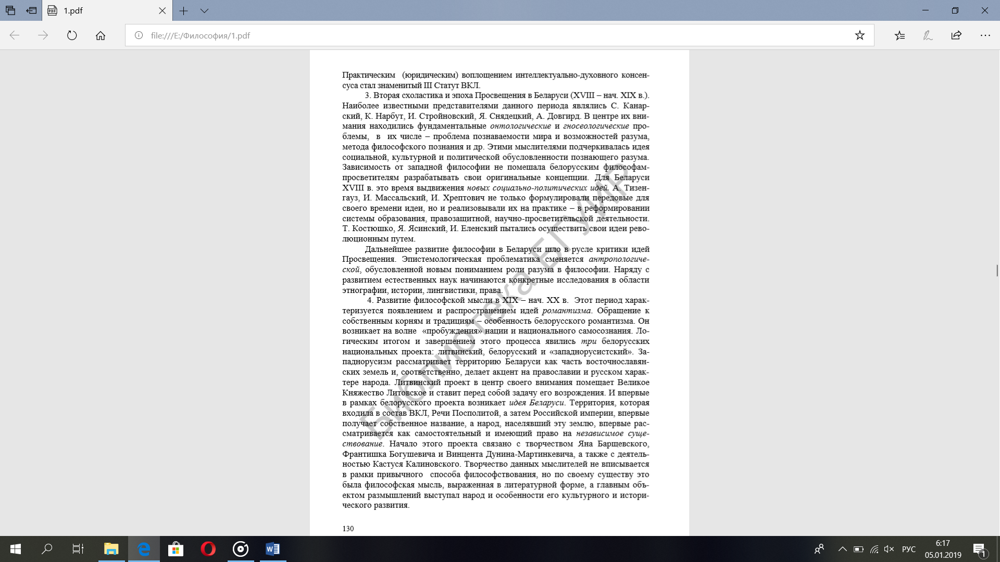 1.pdf
file:///E:/Философия/1.pdf
Практическим (юридическим) воплощением интеллектуально-духовного консен-
суса стал знаменитый III Статут ВКЛ.
3. Вторая схоластика и эпоха Просвещения в Беларуси (XVIII – нач. XIX в.).
Наиболее известными представителями данного периода являлись С. Канар-
ский, К. Нарбут, И. Стройновский, Я. Снядецкий, А. Довгирд. В центре их вни-
мания находились фундаментальные онтологические и гносеологические про-
блемы, в их числе – проблема познаваемости мира и возможностей разума,
метода философского познания и др. Этими мыслителями подчеркивалась идея
социальной, культурной и политической обусловленности познающего разума.
Зависимость от западной философии не помешала белорусским философам-
просветителям разрабатывать свои оригинальные концепции. Для Беларуси
XVIII в. это время выдвижения новых социально-политических идей. А. Тизен-
гауз, И. Массальский, И. Хрептович не только формулировали передовые для
своего времени идеи, но и реализовывали их на практике – в реформировании
системы образования, правозащитной, научно-просветительской деятельности.
Т. Костюшко, Я. Ясинский, И. Еленский пытались осуществить свои идеи рево-
люционным путем.
Дальнейшее развитие философии в Беларуси шло в русле критики идей
Просвещения. Эпистемологическая проблематика сменяется антропологиче-
ской, обусловленной новым пониманием роли разума в философии. Наряду с
развитием естественных наук начинаются конкретные исследования в области
этнографии, истории, лингвистики, права.
4. Развитие философской мысли в XIX – нач. XX в. Этот период харак-
теризуется появлением и распространением идей романтизма. Обращение к
собственным корням и традициям – особенность белорусского романтизма. Он
возникает на волне «пробуждения» нации и национального самосознания. Ло-
гическим итогом и завершением этого процесса явились три белорусских
национальных проекта: литвинский, белорусский и «западнорусистский». За-
паднорусизм рассматривает территорию Беларуси как часть восточнославян-
ских земель и, соответственно, делает акцент на православии и русском харак-
тере народа. Литвинский проект в центр своего внимания помещает Великое
Княжество Литовское и ставит перед собой задачу его возрождения. И впервые
в рамках белорусского проекта возникает идея Беларуси. Территория, которая
входила в состав ВКЛ, Речи Посполитой, а затем Российской империи, впервые
получает собственное название, а народ, населявший эту землю, впервые рас-
сматривается как самостоятельный и имеющий право на независимое суще-
ствование. Начало этого проекта связано с творчеством Яна Барщевского,
Франтишка Богушевича и Винцента Дунина-Мартинкевича, а также с деятель-
ностью Кастуся Калиновского. Творчество данных мыслителей не вписывается
в рамки привычного способа философствования, но по своему существу это
была философская мысль, выраженная в литературной форме, а главным объ-
ектом размышлений выступал народ и особенности его культурного и истори-
ческого развития.
130
Библиотека БГУИР
РУС
6:17
05.01.2019
1